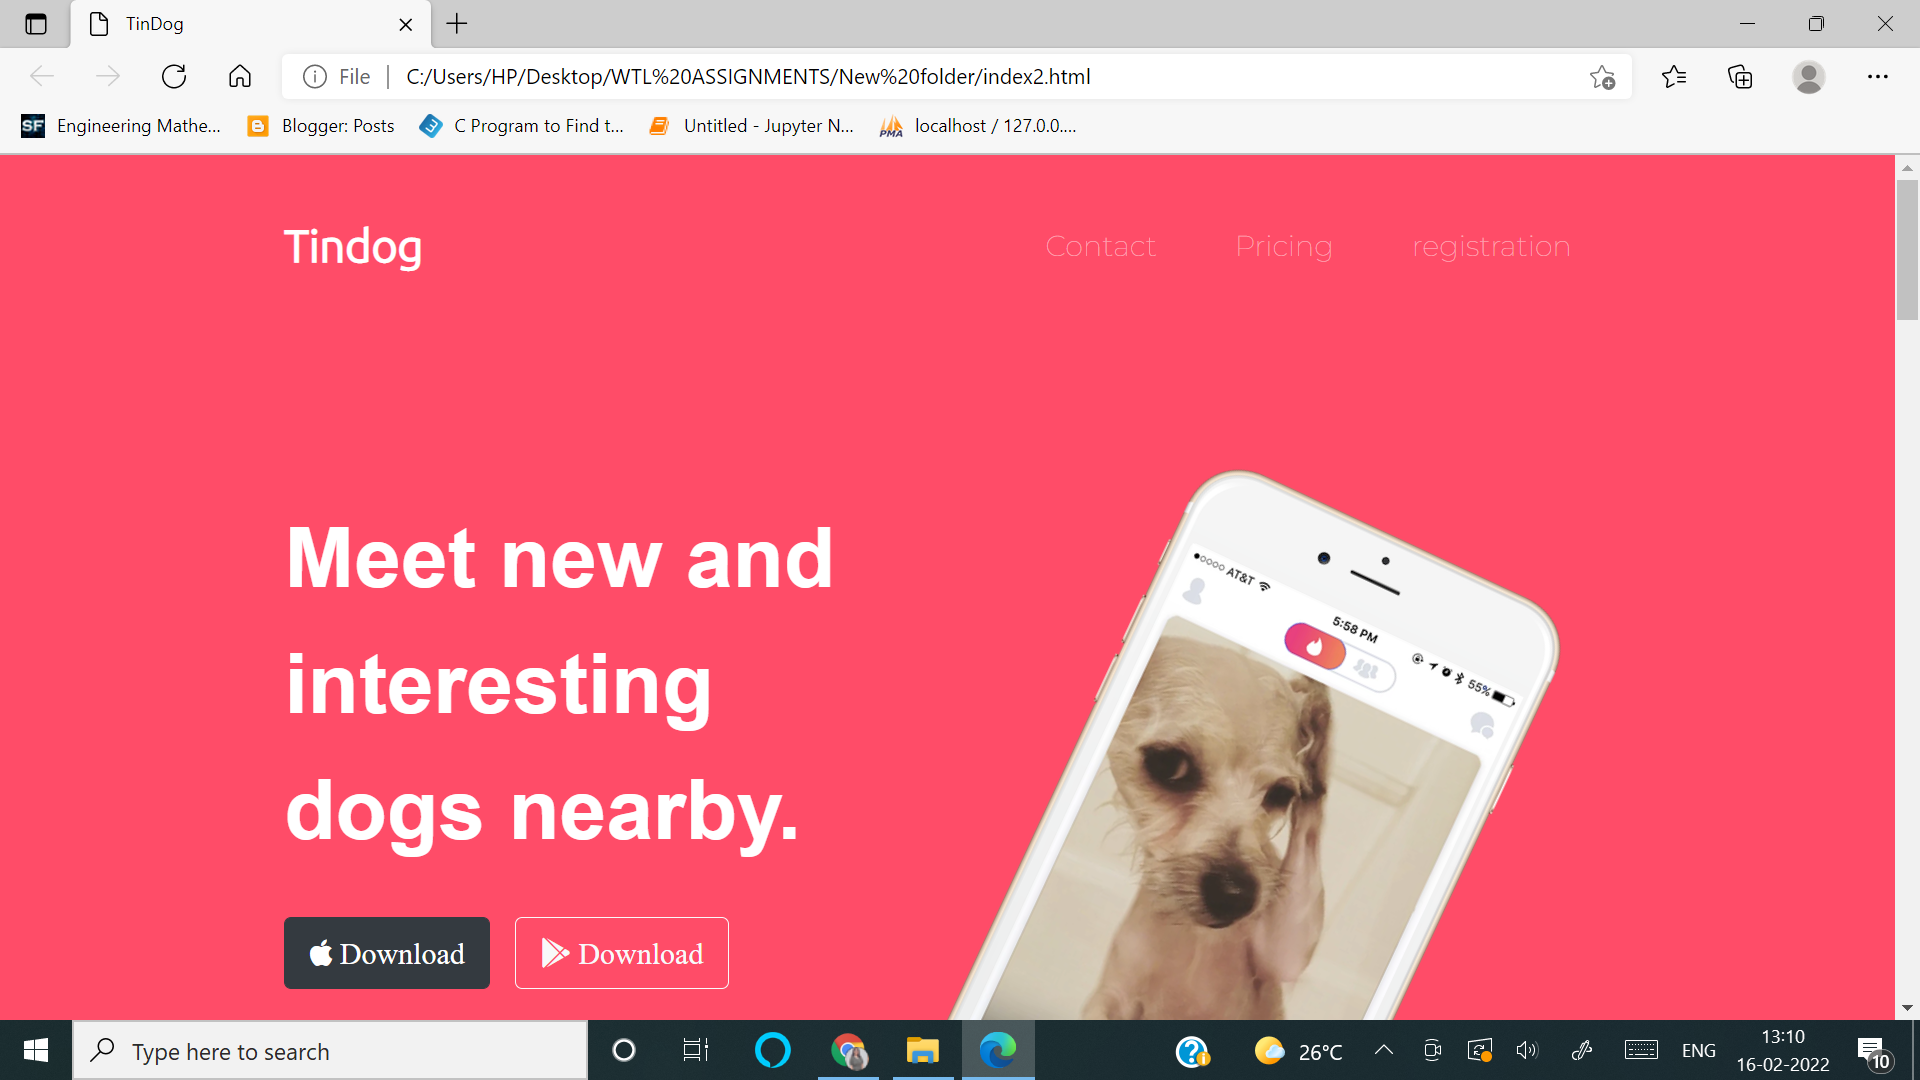 TinDog
File C:/Users/HP/Desktop/WTL%20ASSIGNMENTS/New%20folder/index2.html
SF Engineering Mathe... Blogger: Posts C Program to Find t... Untitled - Jupyter N... PMA localhost / 127.0.0....
Tindog Contact Pricing registration
Meet new and
interesting
dogs nearby.
AT&T 5:58 PM 55%
Download Download
Type here to search 26°C ENG 13:10
16-02-2022 10